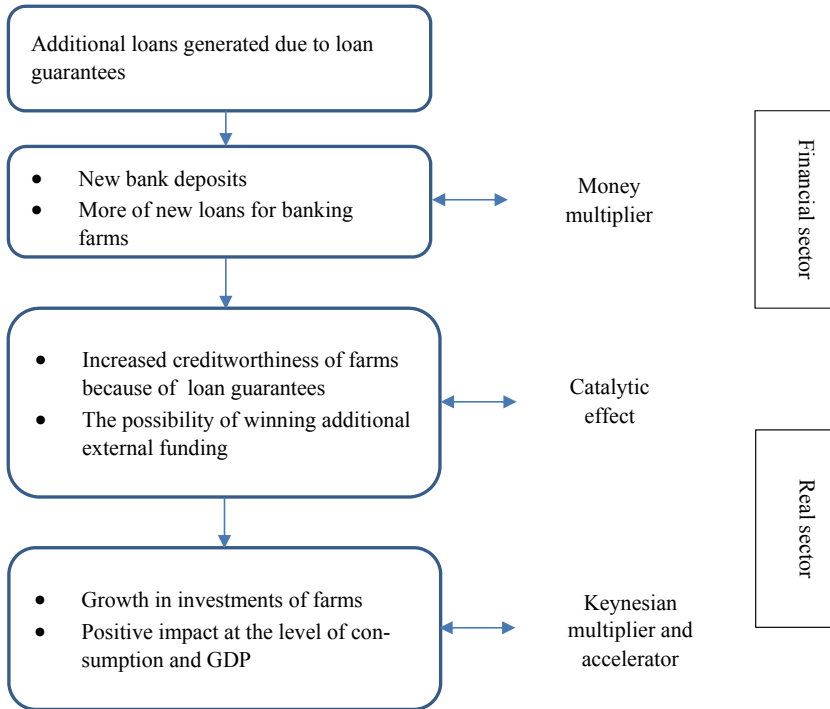 Additional loans generated due to loan
guarantees
• New bank deposits
• More of new loans for banking
farms
Money
multiplier
Financial sector
• Increased creditworthiness of farms
because of loan guarantees
• The possibility of winning additional
external funding
Catalytic
effect
Real sector
• Growth in investments of farms
• Positive impact at the level of con-
sumption and GDP
Keynesian
multiplier and
accelerator